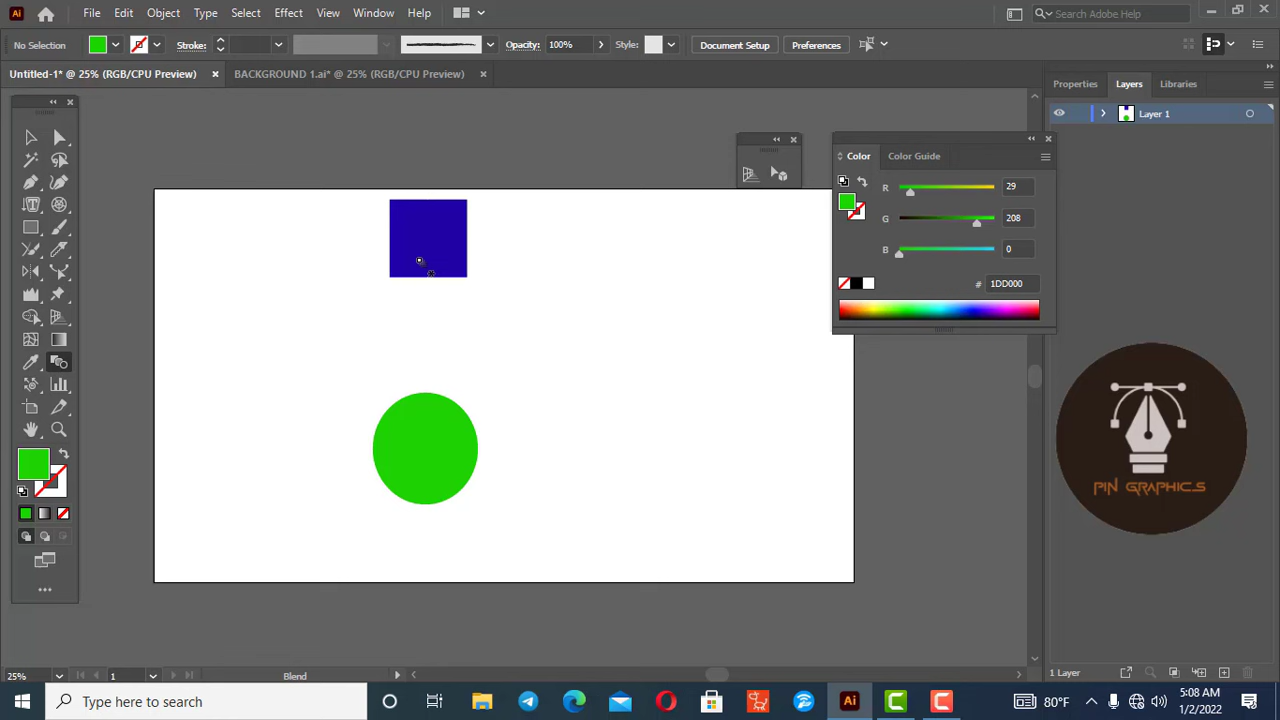 Ai File Edit Object Type Select Effect View Window Help Search Adobe Help
No Selection Stroke: Opacity: 100% Style: Document Setup Preferences
Untitled-1* @ 25% (RGB/CPU Preview) × BACKGROUND 1.ai* @ 25% (RGB/CPU Preview) ×
Properties Layers Libraries
Layer 1
Color Color Guide
R 29
G 208
B 0
# 1DD000
PIN GRAPHICS
25% 1 Blend
1 Layer
Type here to search
Ai
80°F
5:08 AM
1/2/2022